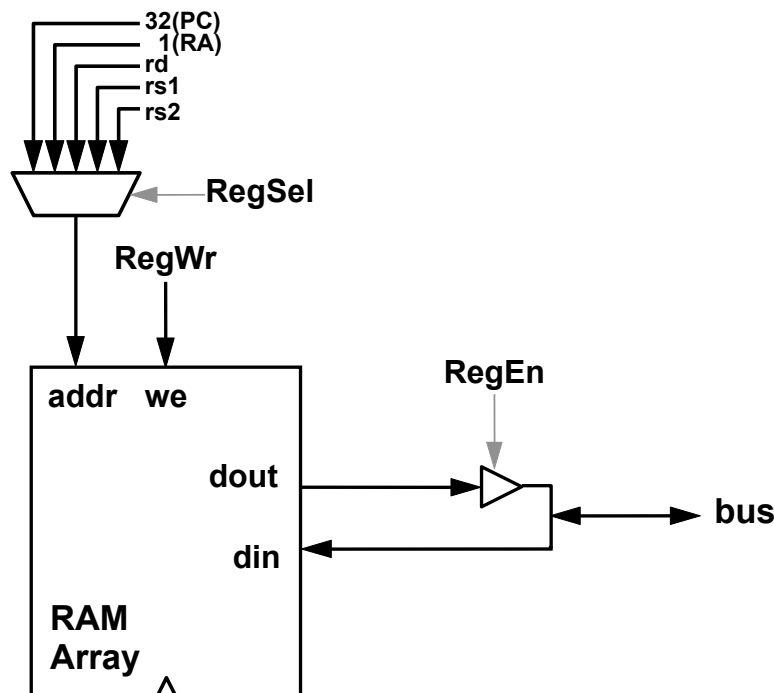 32(PC)
1(RA)
rd
rs1
rs2
RegSel
RegWr
RegEn
addr we
dout
bus
din
RAM
Array